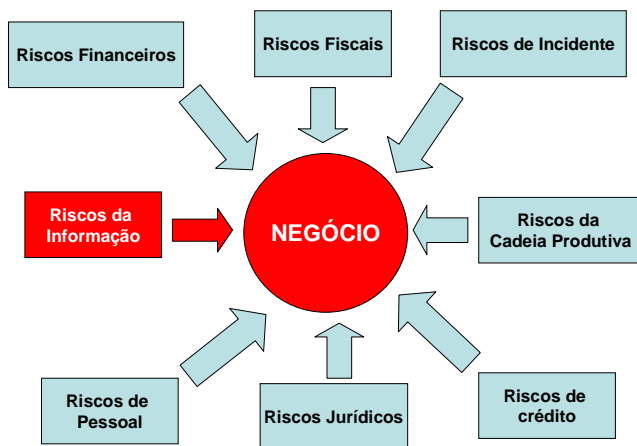 Riscos Financeiros
Riscos Fiscais
Riscos de Incidente
Riscos da
Informação
NEGÓCIO
Riscos da
Cadeia Produtiva
Riscos de
Pessoal
Riscos Jurídicos
Riscos de
crédito